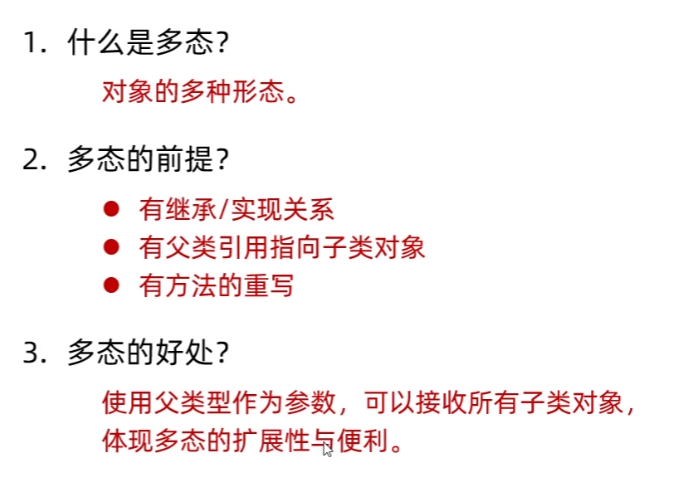 1. 什么是多态？
对象的多种形态。
2. 多态的前提？
● 有继承/实现关系
● 有父类引用指向子类对象
● 有方法的重写
3. 多态的好处？
使用父类型作为参数，可以接收所有子类对象，
体现多态的扩展性与便利。